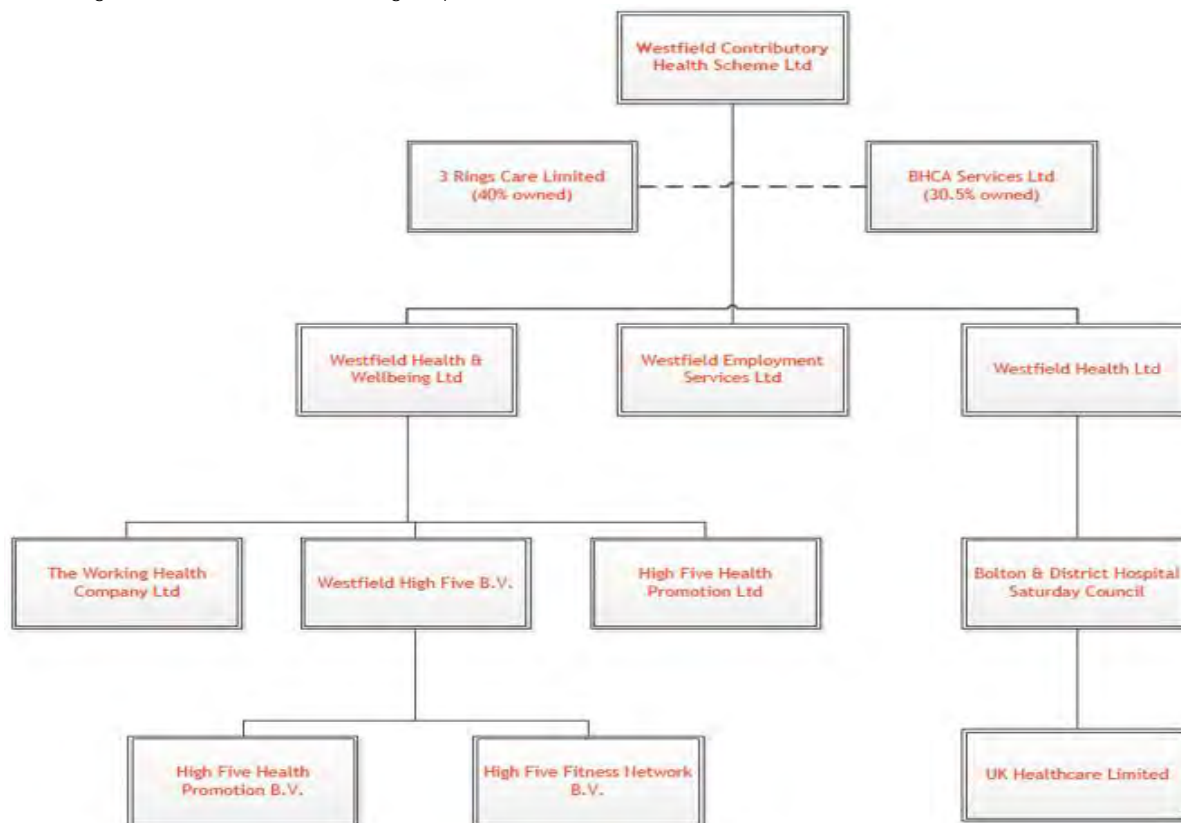 Westfield Contributory
Health Scheme Ltd
3 Rings Care Limited
(40% owned)
BHCA Services Ltd
(30.5% owned)
Westfield Health &
Wellbeing Ltd
Westfield Employment
Services Ltd
Westfield Health Ltd
The Working Health
Company Ltd
Westfield High Five B.V.
High Five Health
Promotion Ltd
Bolton & District Hospital
Saturday Council
High Five Health
Promotion B.V.
High Five Fitness Network
B.V.
UK Healthcare Limited